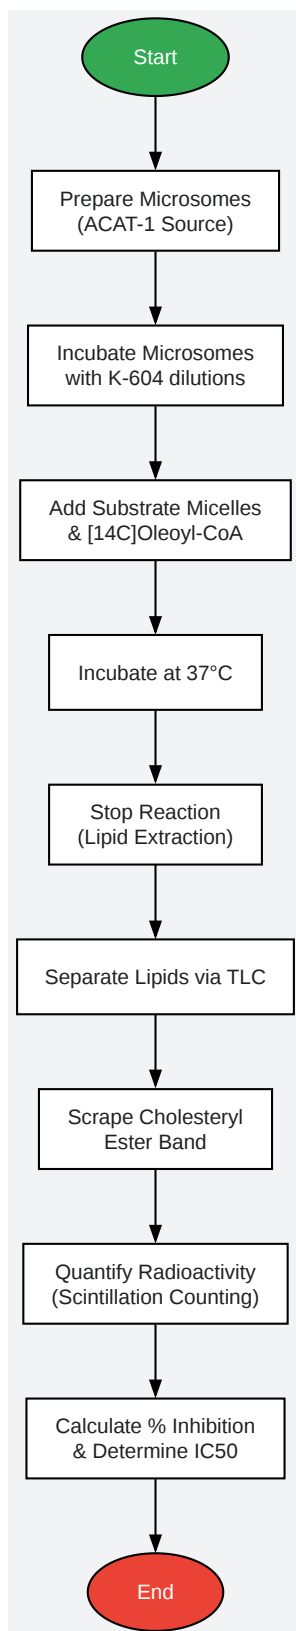 Start
Prepare Microsomes
(ACAT-1 Source)
Incubate Microsomes
with K-604 dilutions
Add Substrate Micelles
& [14C]Oleoyl-CoA
Incubate at 37°C
Stop Reaction
(Lipid Extraction)
Separate Lipids via TLC
Scrape Cholesteryl
Ester Band
Quantify Radioactivity
(Scintillation Counting)
Calculate % Inhibition
& Determine IC50
End